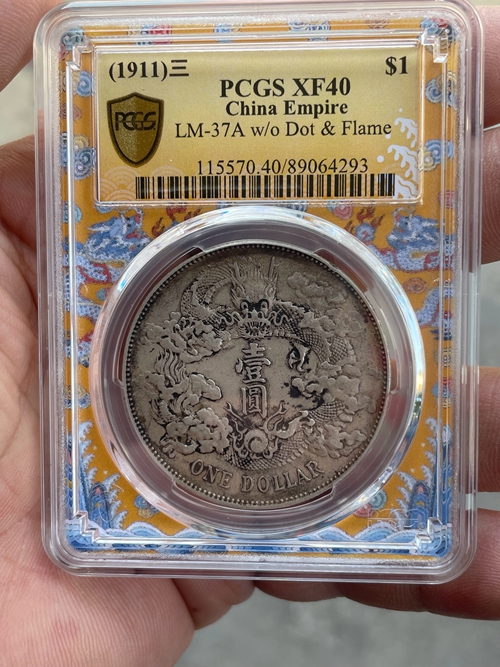 (1911)三 $1
PCGS XF40
China Empire
LM-37A w/o Dot & Flame
PCGS
115570.40/89064293
壹
圓
ONE DOLLAR